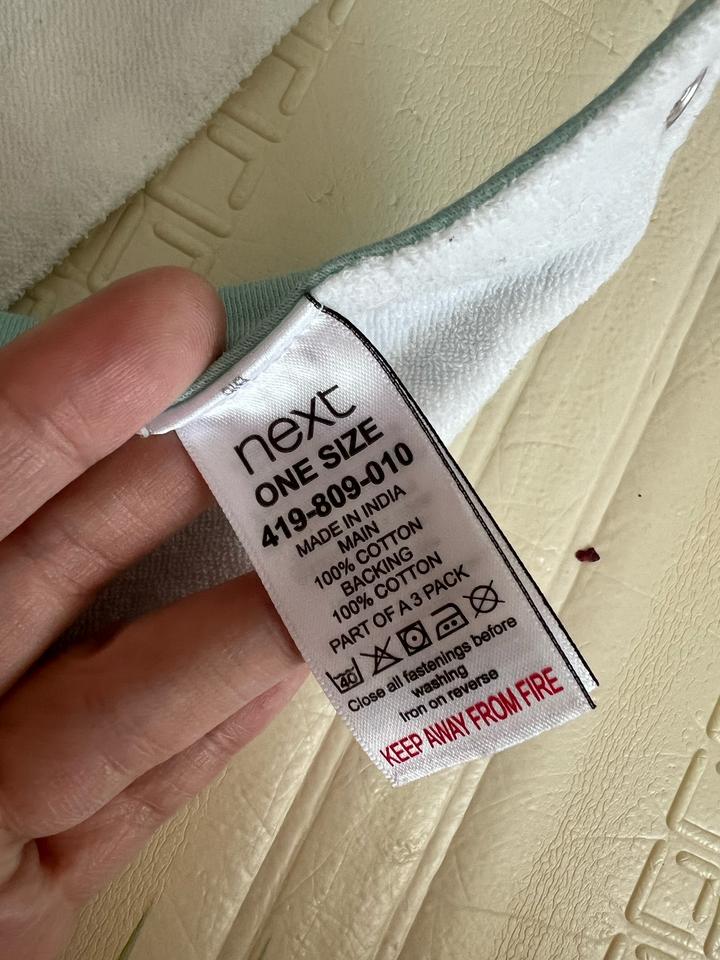 next
ONE SIZE
419-809-010
MADE IN INDIA
MAIN
100% COTTON
BACKING
100% COTTON
PART OF A 3 PACK
40
Close all fastenings before
washing
Iron on reverse
KEEP AWAY FROM FIRE